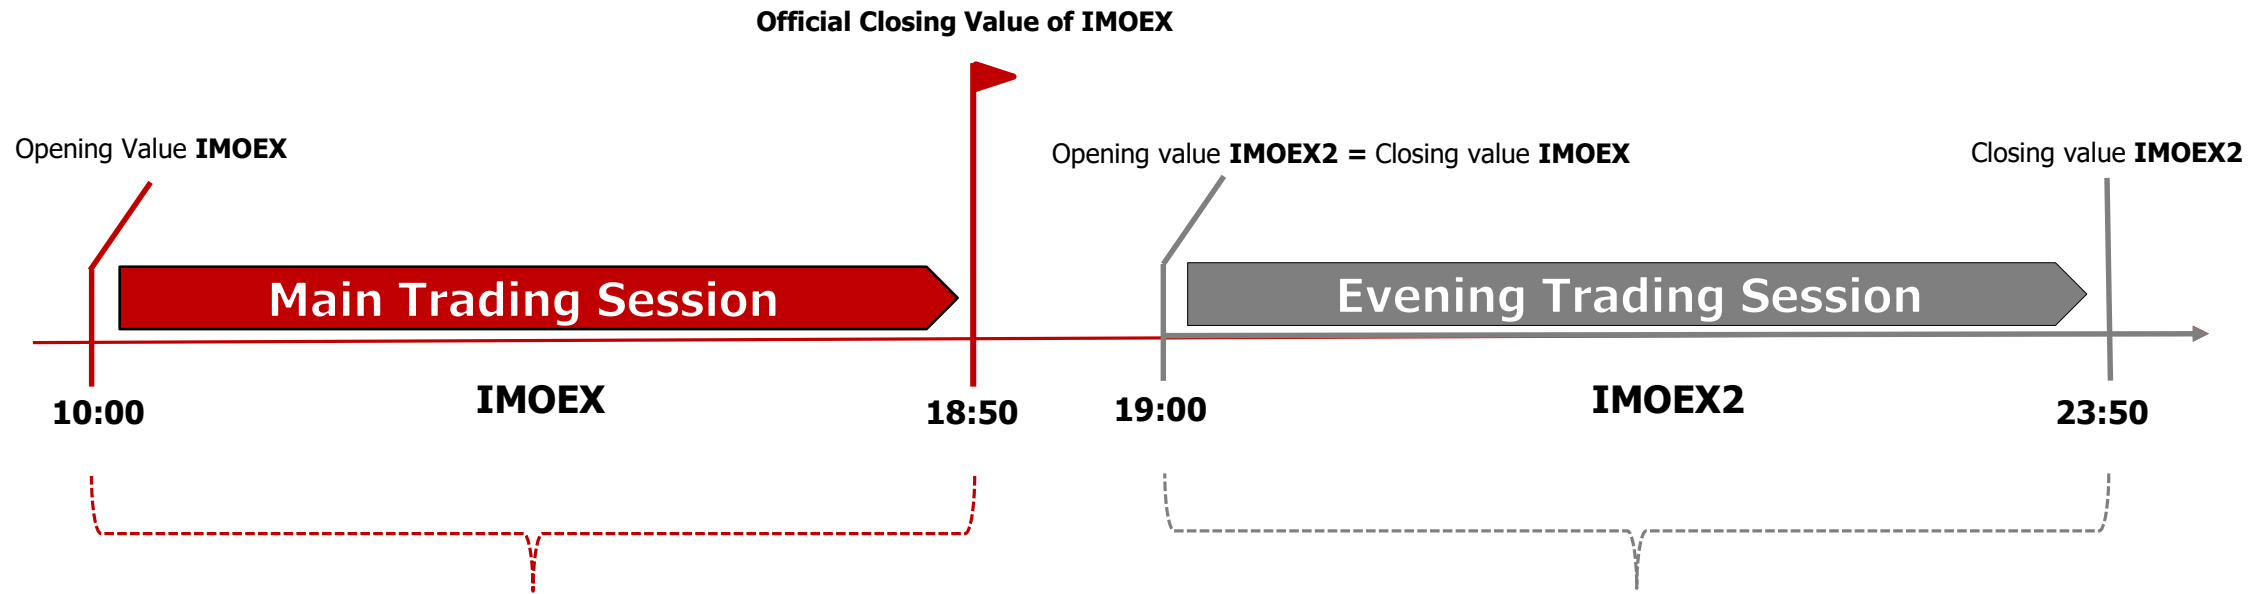 Official Closing Value of IMOEX
Opening Value IMOEX
Opening value IMOEX2 = Closing value IMOEX
Closing value IMOEX2
Main Trading Session
Evening Trading Session
10:00
IMOEX
18:50
19:00
IMOEX2
23:50